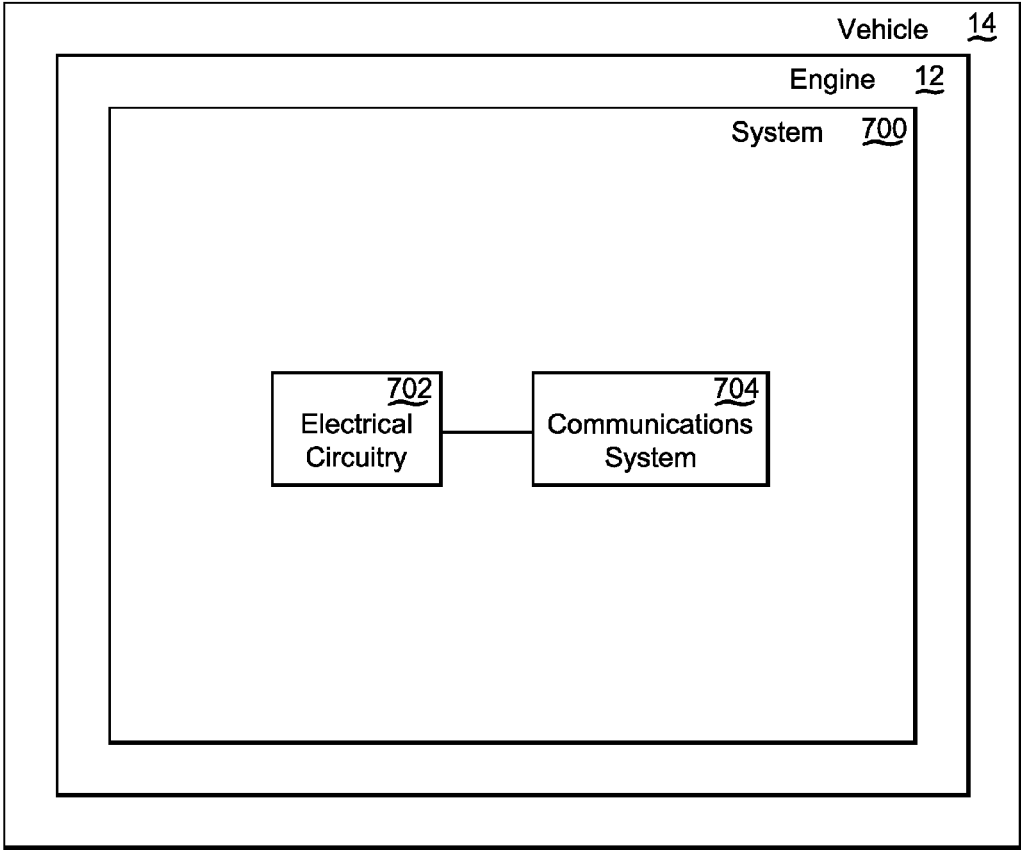 Vehicle 14
Engine 12
System 700
702
Electrical
Circuitry
704
Communications
System